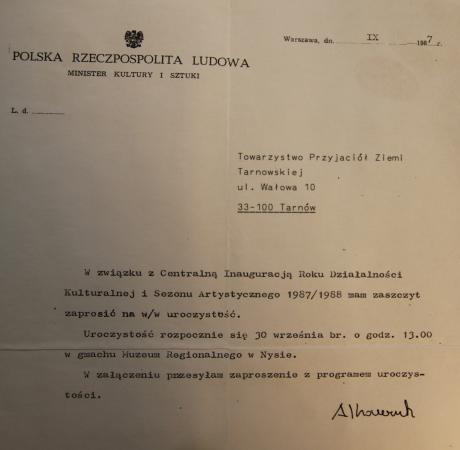 Warszawa, dn. IX 1987 r.
POLSKA RZECZPOSPOLITA LUDOWA
MINISTER KULTURY I SZTUKI
L. d.
Towarzystwo Przyjaciół Ziemi
Tarnowskiej
ul. Wałowa 10
33-100 Tarnów
W związku z Centralną Inauguracją Roku Działalności
Kulturalnej i Sezonu Artystycznego 1987/1988 mam zaszczyt
zaprosić na w/w uroczystość.
Uroczystość rozpocznie się 30 września br. o godz. 13.00
w gmachu Muzeum Regionalnego w Nysie.
W załączeniu przesyłam zaproszenie z programem uroczys-
tości.